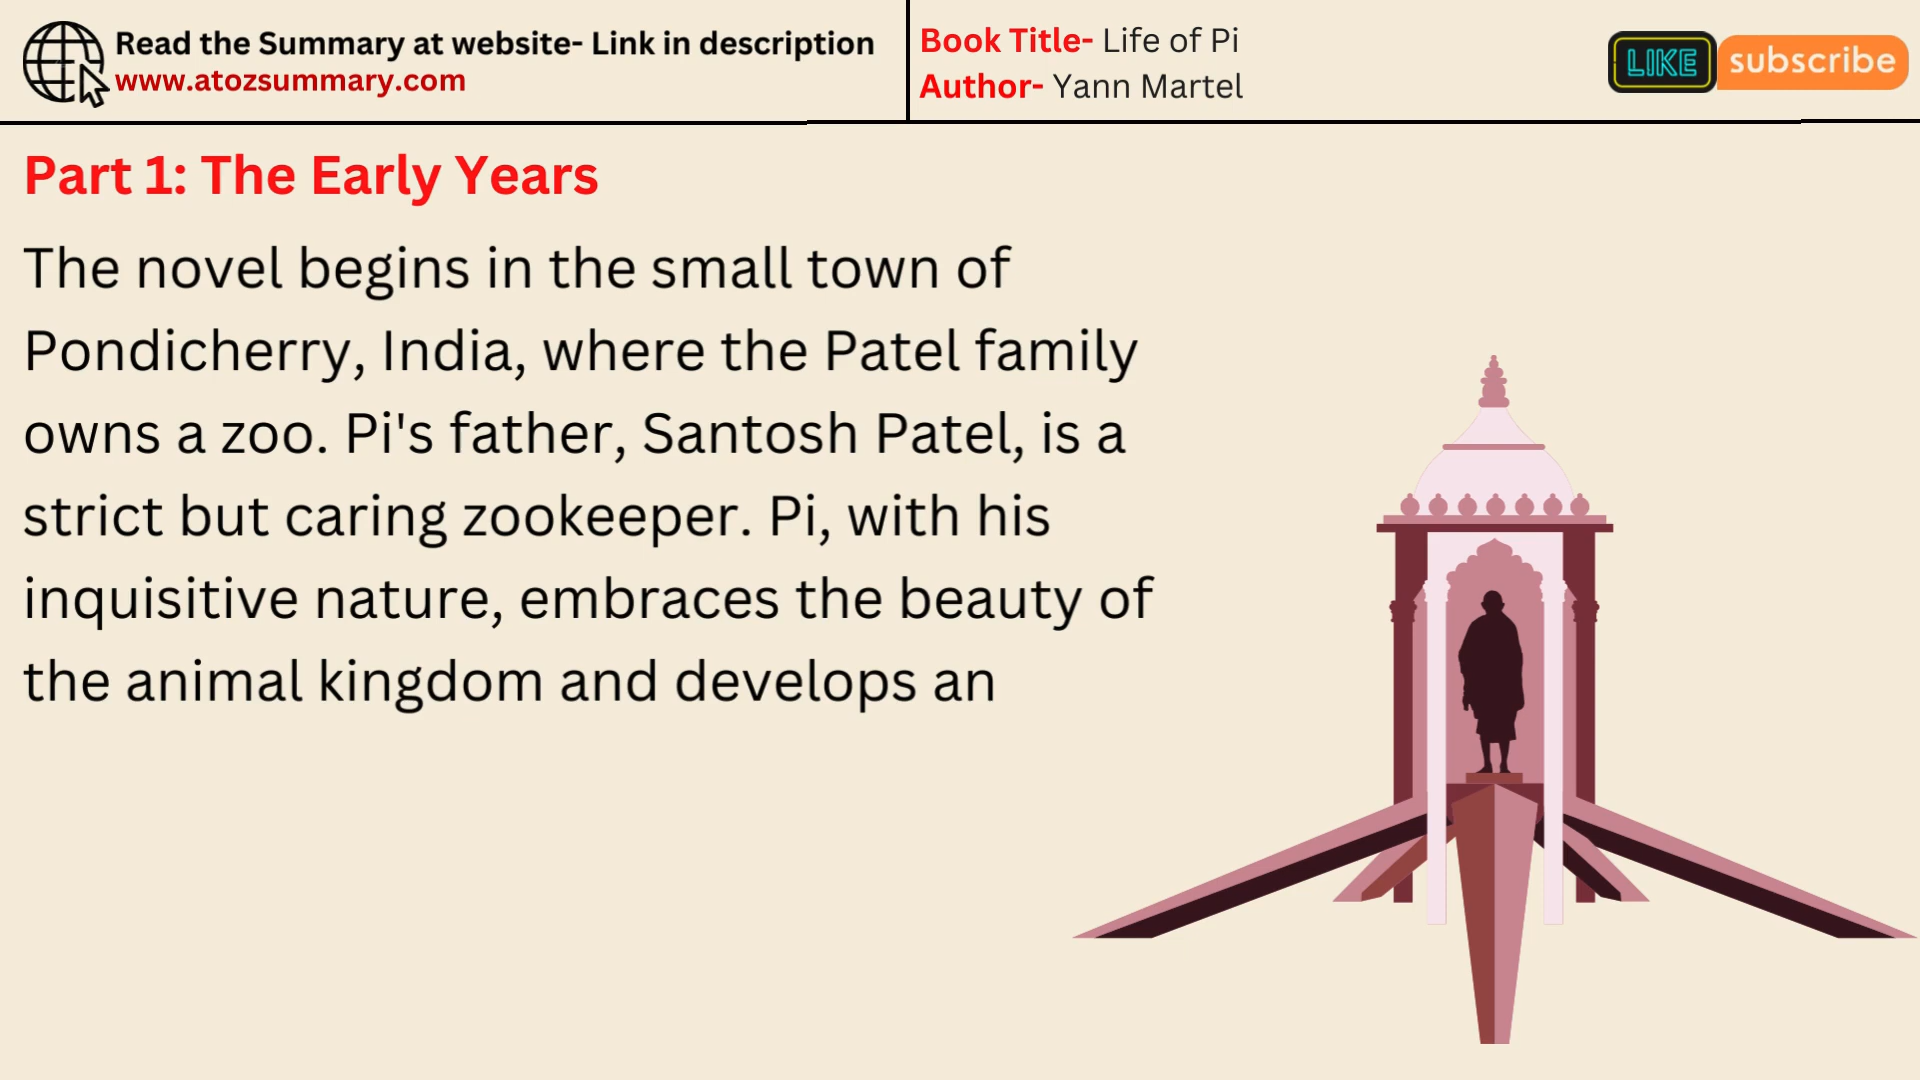 Read the Summary at website- Link in description
www.atozsummary.com
Book Title- Life of Pi
Author- Yann Martel
LIKE
subscribe
Part 1: The Early Years
The novel begins in the small town of
Pondicherry, India, where the Patel family
owns a zoo. Pi's father, Santosh Patel, is a
strict but caring zookeeper. Pi, with his
inquisitive nature, embraces the beauty of
the animal kingdom and develops an